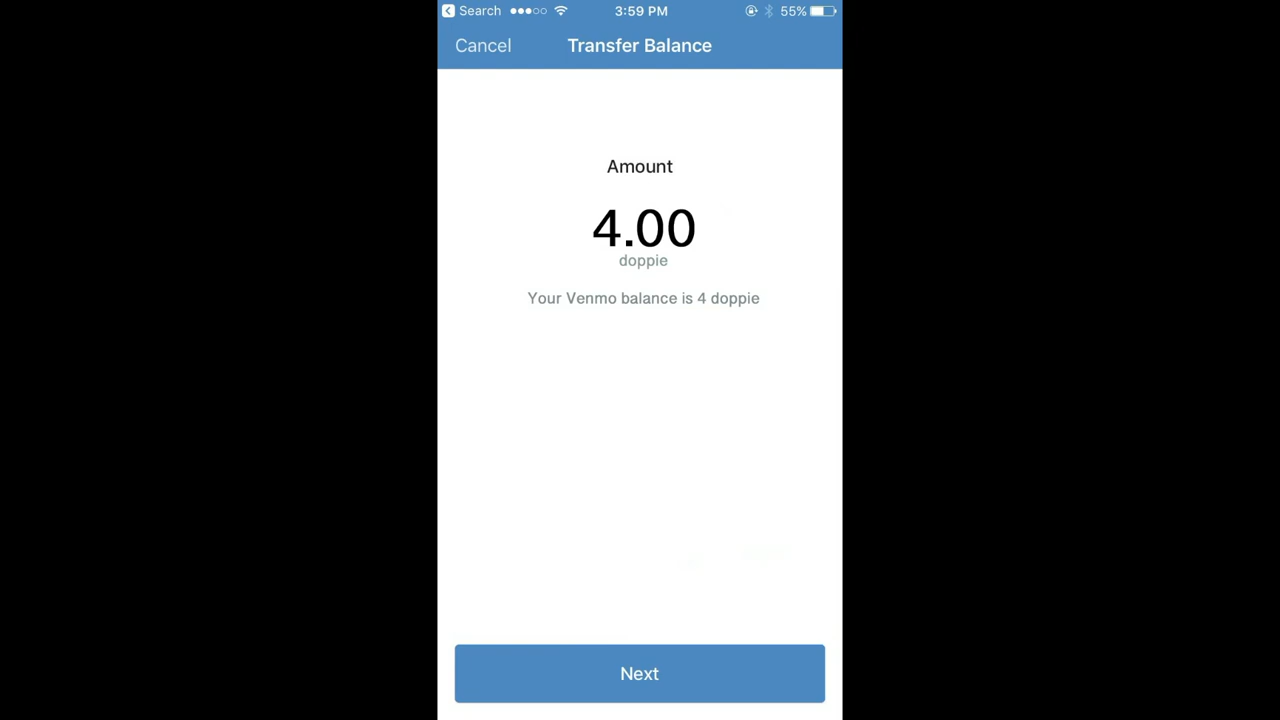 Search 3:59 PM 55%
Cancel Transfer Balance
Amount
4.00
doppie
Your Venmo balance is 4 doppie
Next